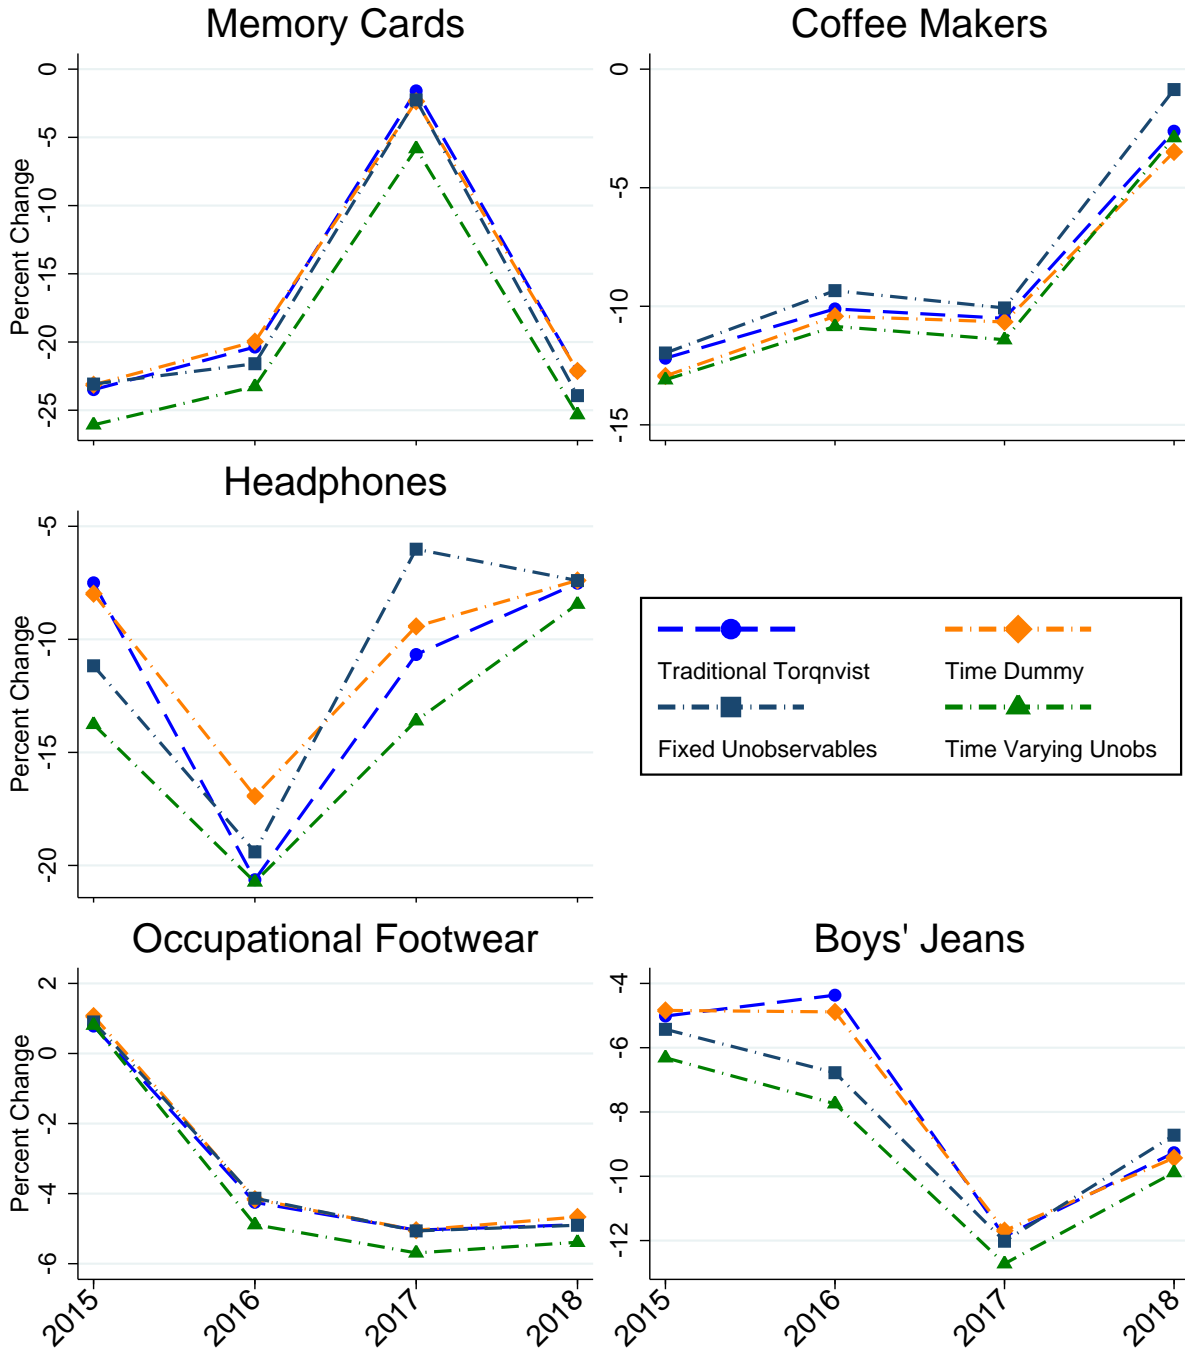 Memory Cards
Percent Change
0
-5
-10
-15
-20
-25
Coffee Makers
0
-5
-10
-15
Headphones
Percent Change
-5
-10
-15
-20
Traditional Torqnvist
Time Dummy
Fixed Unobservables
Time Varying Unobs
Occupational Footwear
Percent Change
2
0
-2
-4
-6
2015
2016
2017
2018
Boys' Jeans
-4
-6
-8
-10
-12
2015
2016
2017
2018